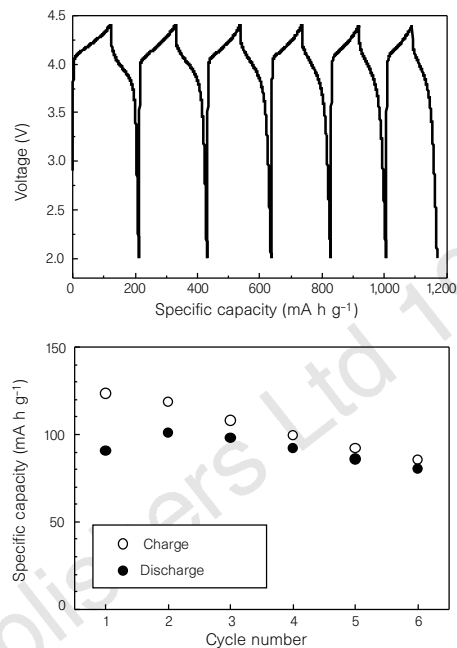 4.5
4.0
3.5
3.0
2.5
2.0
Voltage (V)
0 200 400 600 800 1,000 1,200
Specific capacity (mA h g⁻¹)
150
100
50
0
Specific capacity (mA h g⁻¹)
Charge
Discharge
1 2 3 4 5 6
Cycle number